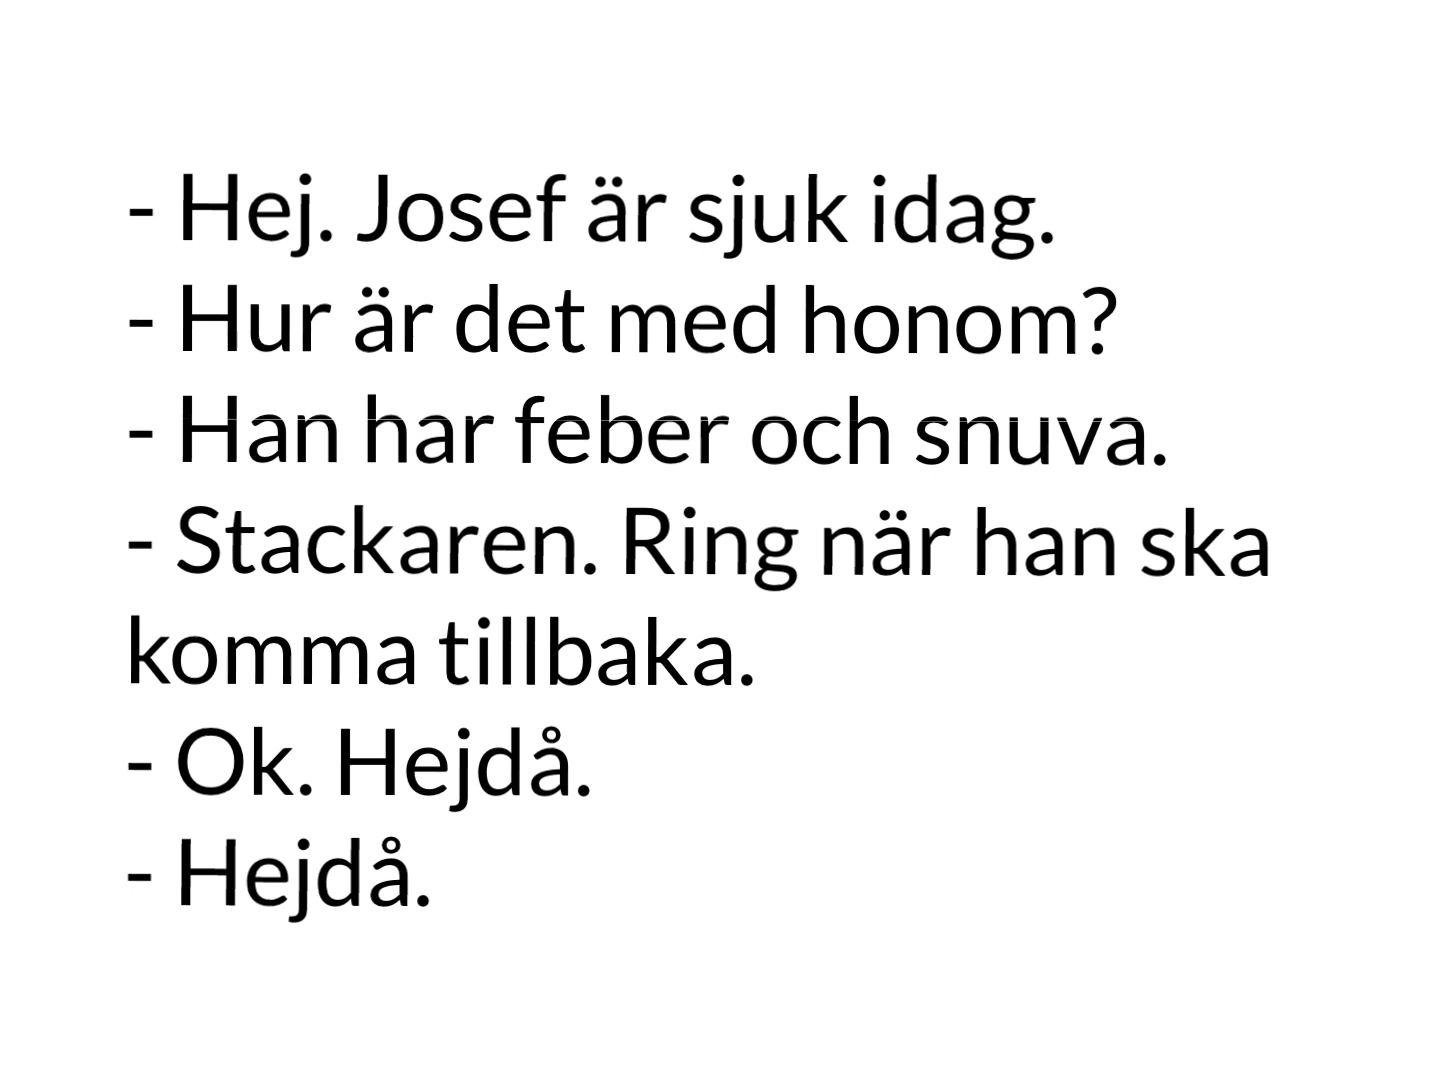 - Hej. Josef är sjuk idag.
- Hur är det med honom?
- Han har feber och snuva.
- Stackaren. Ring när han ska
komma tillbaka.
- Ok. Hejdå.
- Hejdå.